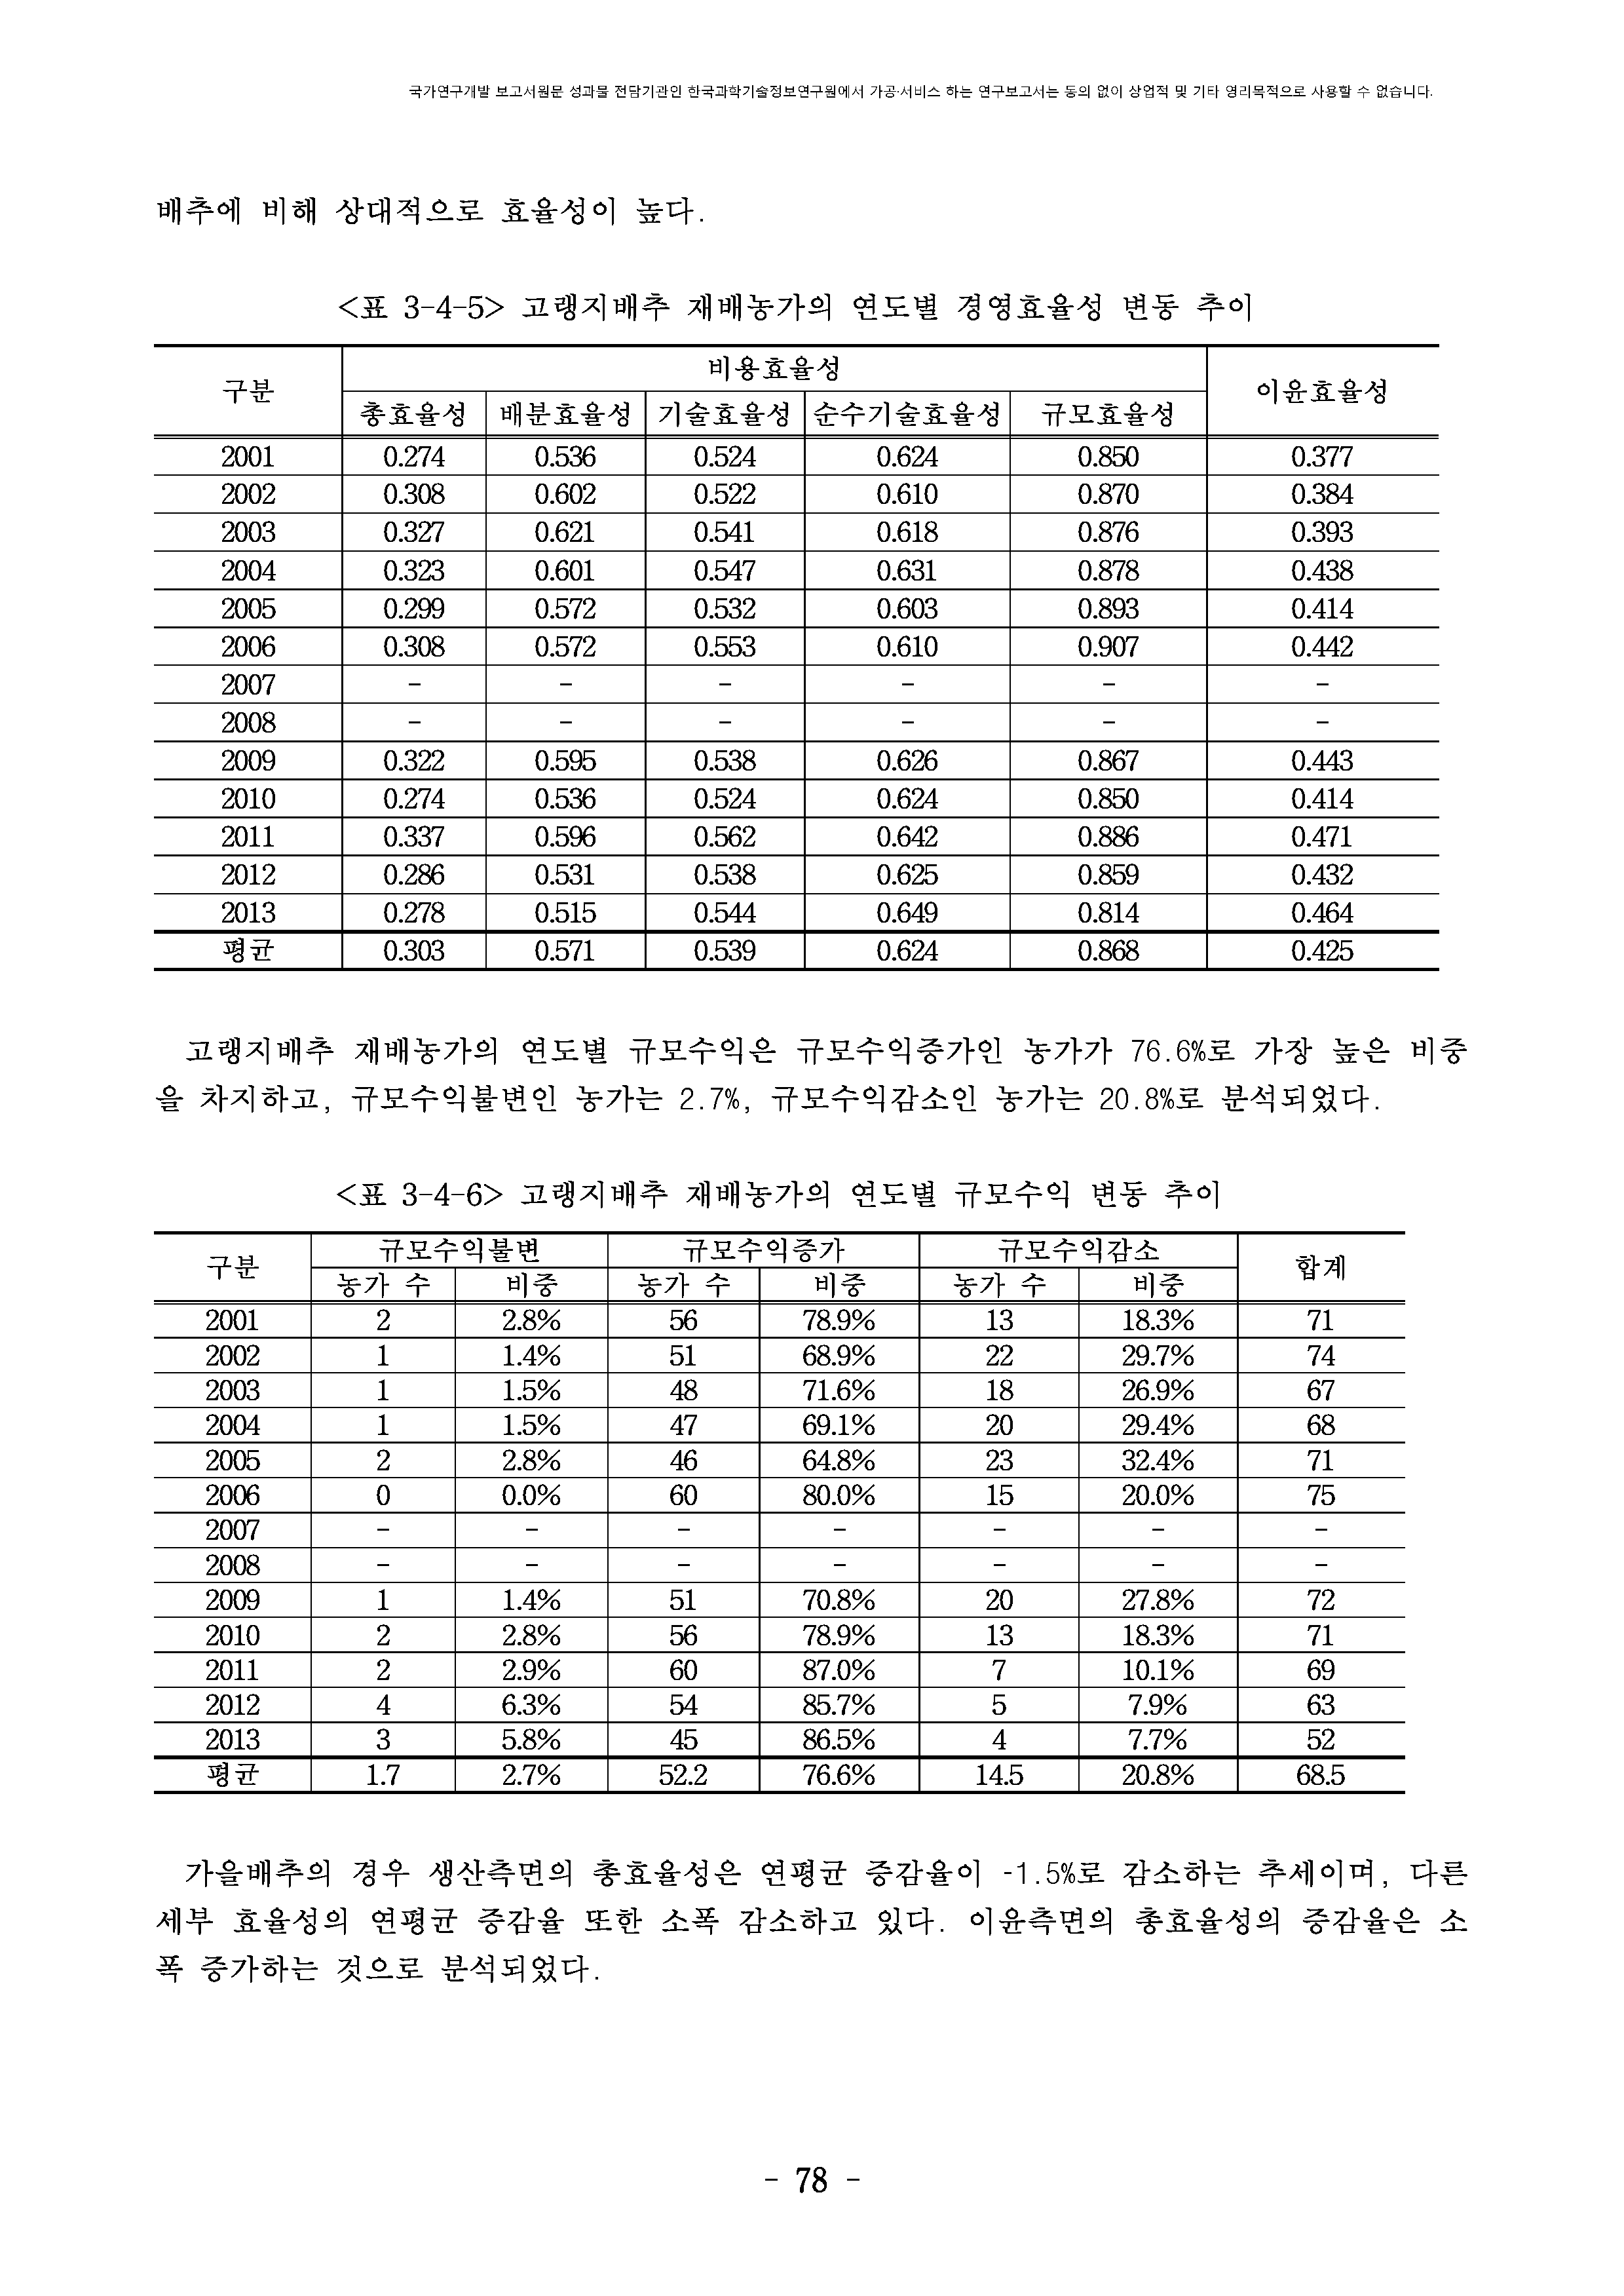 국가연구개발 보고서원문 성과물 전담기관인 한국과학기술정보연구원에서 가공·서비스 하는 연구보고서는 동의 없이 상업적 및 기타 영리목적으로 사용할 수 없습니다.
배추에 비해 상대적으로 효율성이 높다.
<표 3-4-5> 고랭지배추 재배농가의 연도별 경영효율성 변동 추이
구분 비용효율성 이윤효율성
총효율성 배분효율성 기술효율성 순수기술효율성 규모효율성
2001 0.274 0.536 0.524 0.624 0.850 0.377
2002 0.308 0.602 0.522 0.610 0.870 0.384
2003 0.327 0.621 0.541 0.618 0.876 0.393
2004 0.323 0.601 0.547 0.631 0.878 0.438
2005 0.299 0.572 0.532 0.603 0.893 0.414
2006 0.308 0.572 0.553 0.610 0.907 0.442
2007 - - - - - -
2008 - - - - - -
2009 0.322 0.595 0.538 0.626 0.867 0.443
2010 0.274 0.536 0.524 0.624 0.850 0.414
2011 0.337 0.596 0.562 0.642 0.886 0.471
2012 0.286 0.531 0.538 0.625 0.859 0.432
2013 0.278 0.515 0.544 0.649 0.814 0.464
평균 0.303 0.571 0.539 0.624 0.868 0.425
고랭지배추 재배농가의 연도별 규모수익은 규모수익증가인 농가가 76.6%로 가장 높은 비중
을 차지하고, 규모수익불변인 농가는 2.7%, 규모수익감소인 농가는 20.8%로 분석되었다.
<표 3-4-6> 고랭지배추 재배농가의 연도별 규모수익 변동 추이
구분 규모수익불변 규모수익증가 규모수익감소 합계
농가 수 비중 농가 수 비중 농가 수 비중
2001 2 2.8% 56 78.9% 13 18.3% 71
2002 1 1.4% 51 68.9% 22 29.7% 74
2003 1 1.5% 48 71.6% 18 26.9% 67
2004 1 1.5% 47 69.1% 20 29.4% 68
2005 2 2.8% 46 64.8% 23 32.4% 71
2006 0 0.0% 60 80.0% 15 20.0% 75
2007 - - - - - - -
2008 - - - - - - -
2009 1 1.4% 51 70.8% 20 27.8% 72
2010 2 2.8% 56 78.9% 13 18.3% 71
2011 2 2.9% 60 87.0% 7 10.1% 69
2012 4 6.3% 54 85.7% 5 7.9% 63
2013 3 5.8% 45 86.5% 4 7.7% 52
평균 1.7 2.7% 52.2 76.6% 14.5 20.8% 68.5
가을배추의 경우 생산측면의 총효율성은 연평균 증감율이 -1.5%로 감소하는 추세이며, 다른
세부 효율성의 연평균 증감율 또한 소폭 감소하고 있다. 이윤측면의 총효율성의 증감율은 소
폭 증가하는 것으로 분석되었다.
- 78 -